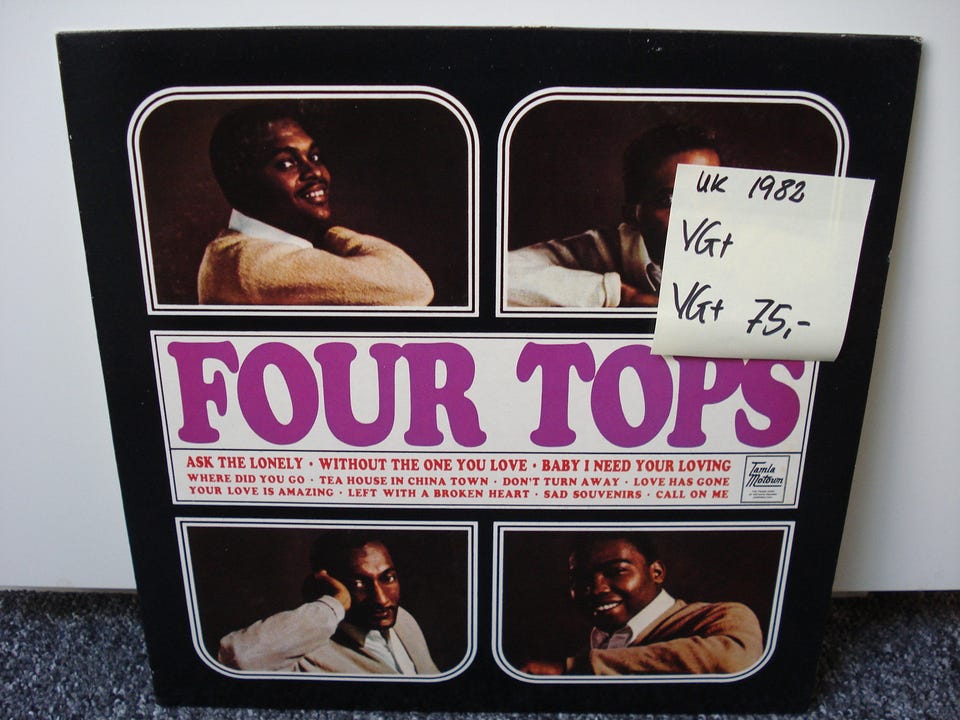 UK 1982
VG+
VG+ 75,-
FOUR TOPS
ASK THE LONELY · WITHOUT THE ONE YOU LOVE · BABY I NEED YOUR LOVING
WHERE DID YOU GO · TEA HOUSE IN CHINA TOWN · DON'T TURN AWAY · LOVE HAS GONE
YOUR LOVE IS AMAZING · LEFT WITH A BROKEN HEART · SAD SOUVENIRS · CALL ON ME
Tamla
Motown